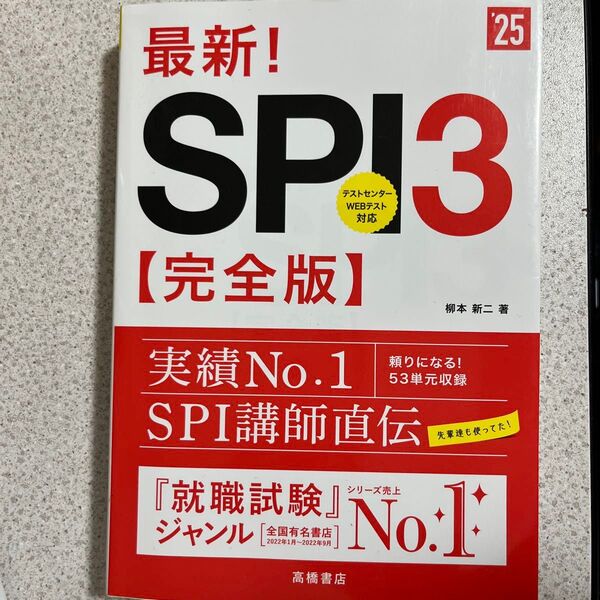 '25
最新!
SPI3
テストセンター
WEBテスト
対応
【完全版】
柳本 新二 著
実績No.1
頼りになる!
53単元収録
SPI講師直伝
先輩達も使ってた!
『就職試験』
ジャンル
全国有名書店
2022年1月~2022年9月
シリーズ売上
No.1
高橋書店